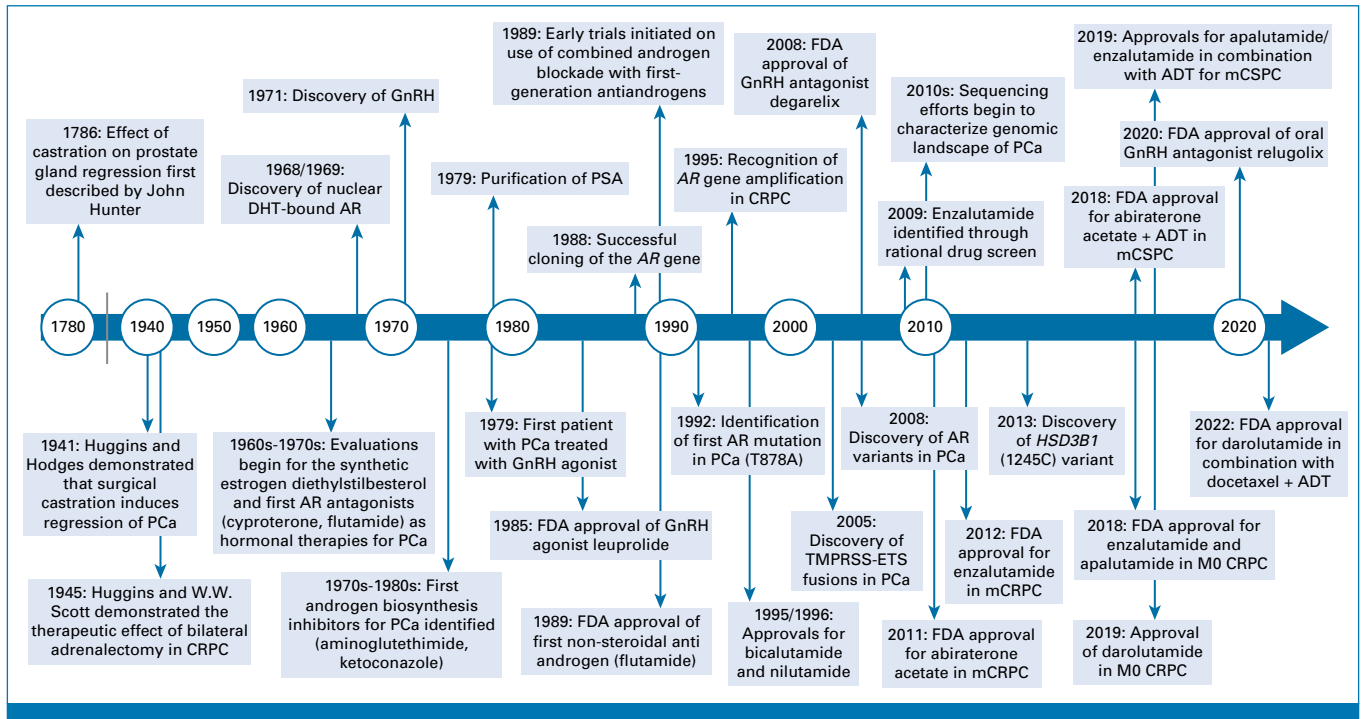 1786: Effect of
castration on prostate
gland regression first
described by John
Hunter
1968/1969:
Discovery of nuclear
DHT-bound AR
1971: Discovery of GnRH
1979: Purification of PSA
1989: Early trials initiated on
use of combined androgen
blockade with first-
generation antiandrogens
1988: Successful
cloning of the AR gene
1995: Recognition of
AR gene amplification
in CRPC
2008: FDA
approval of
GnRH antagonist
degarelix
2010s: Sequencing
efforts begin to
characterize genomic
landscape of PCa
2009: Enzalutamide
identified through
rational drug screen
2019: Approvals for apalutamide/
enzalutamide in combination
with ADT for mCSPC
2020: FDA approval of oral
GnRH antagonist relugolix
2018: FDA approval
for abiraterone
acetate + ADT in
mCSPC
1780
1940
1950
1960
1970
1980
1990
2000
2010
2020
1941: Huggins and
Hodges demonstrated
that surgical
castration induces
regression of PCa
1945: Huggins and W.W.
Scott demonstrated the
therapeutic effect of bilateral
adrenalectomy in CRPC
1960s-1970s: Evaluations
begin for the synthetic
estrogen diethylstilbesterol
and first AR antagonists
(cyproterone, flutamide) as
hormonal therapies for PCa
1970s-1980s: First
androgen biosynthesis
inhibitors for PCa identified
(aminoglutethimide,
ketoconazole)
1979: First patient
with PCa treated
with GnRH agonist
1985: FDA approval of GnRH
agonist leuprolide
1989: FDA approval of
first non-steroidal anti
androgen (flutamide)
1992: Identification
of first AR mutation
in PCa (T878A)
1995/1996:
Approvals for
bicalutamide
and nilutamide
2005:
Discovery of
TMPRSS-ETS
fusions in PCa
2008:
Discovery of AR
variants in PCa
2011: FDA approval
for abiraterone
acetate in mCRPC
2012: FDA
approval for
enzalutamide
in mCRPC
2013: Discovery
of HSD3B1
(1245C) variant
2018: FDA approval for
enzalutamide and
apalutamide in M0 CRPC
2019: Approval
of darolutamide
in M0 CRPC
2022: FDA approval
for darolutamide in
combination with
docetaxel + ADT